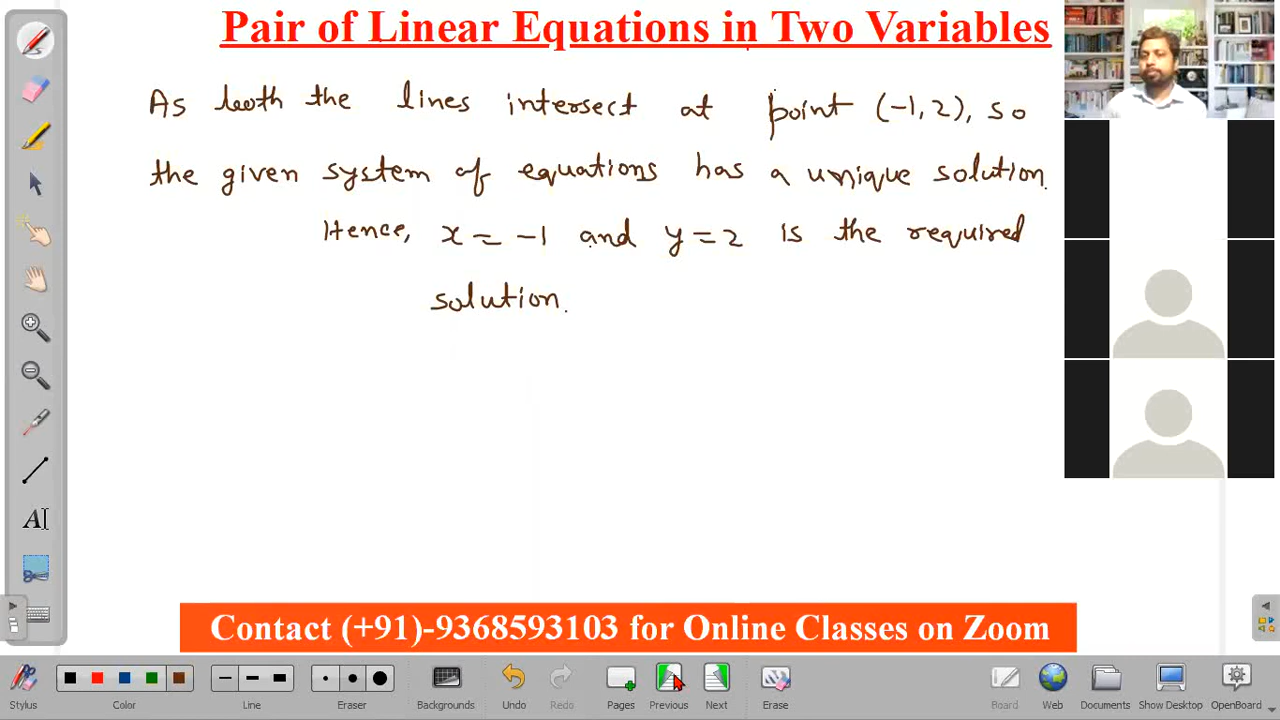 Pair of Linear Equations in Two Variables
As both the lines intersect at point (-1, 2), so
the given system of equations has a unique solution.
Hence, x = -1 and y = 2 is the required
solution.
Contact (+91)-9368593103 for Online Classes on Zoom
Stylus Color Line Eraser Backgrounds Undo Redo Pages Previous Next Erase Board Web Documents Show Desktop OpenBoard